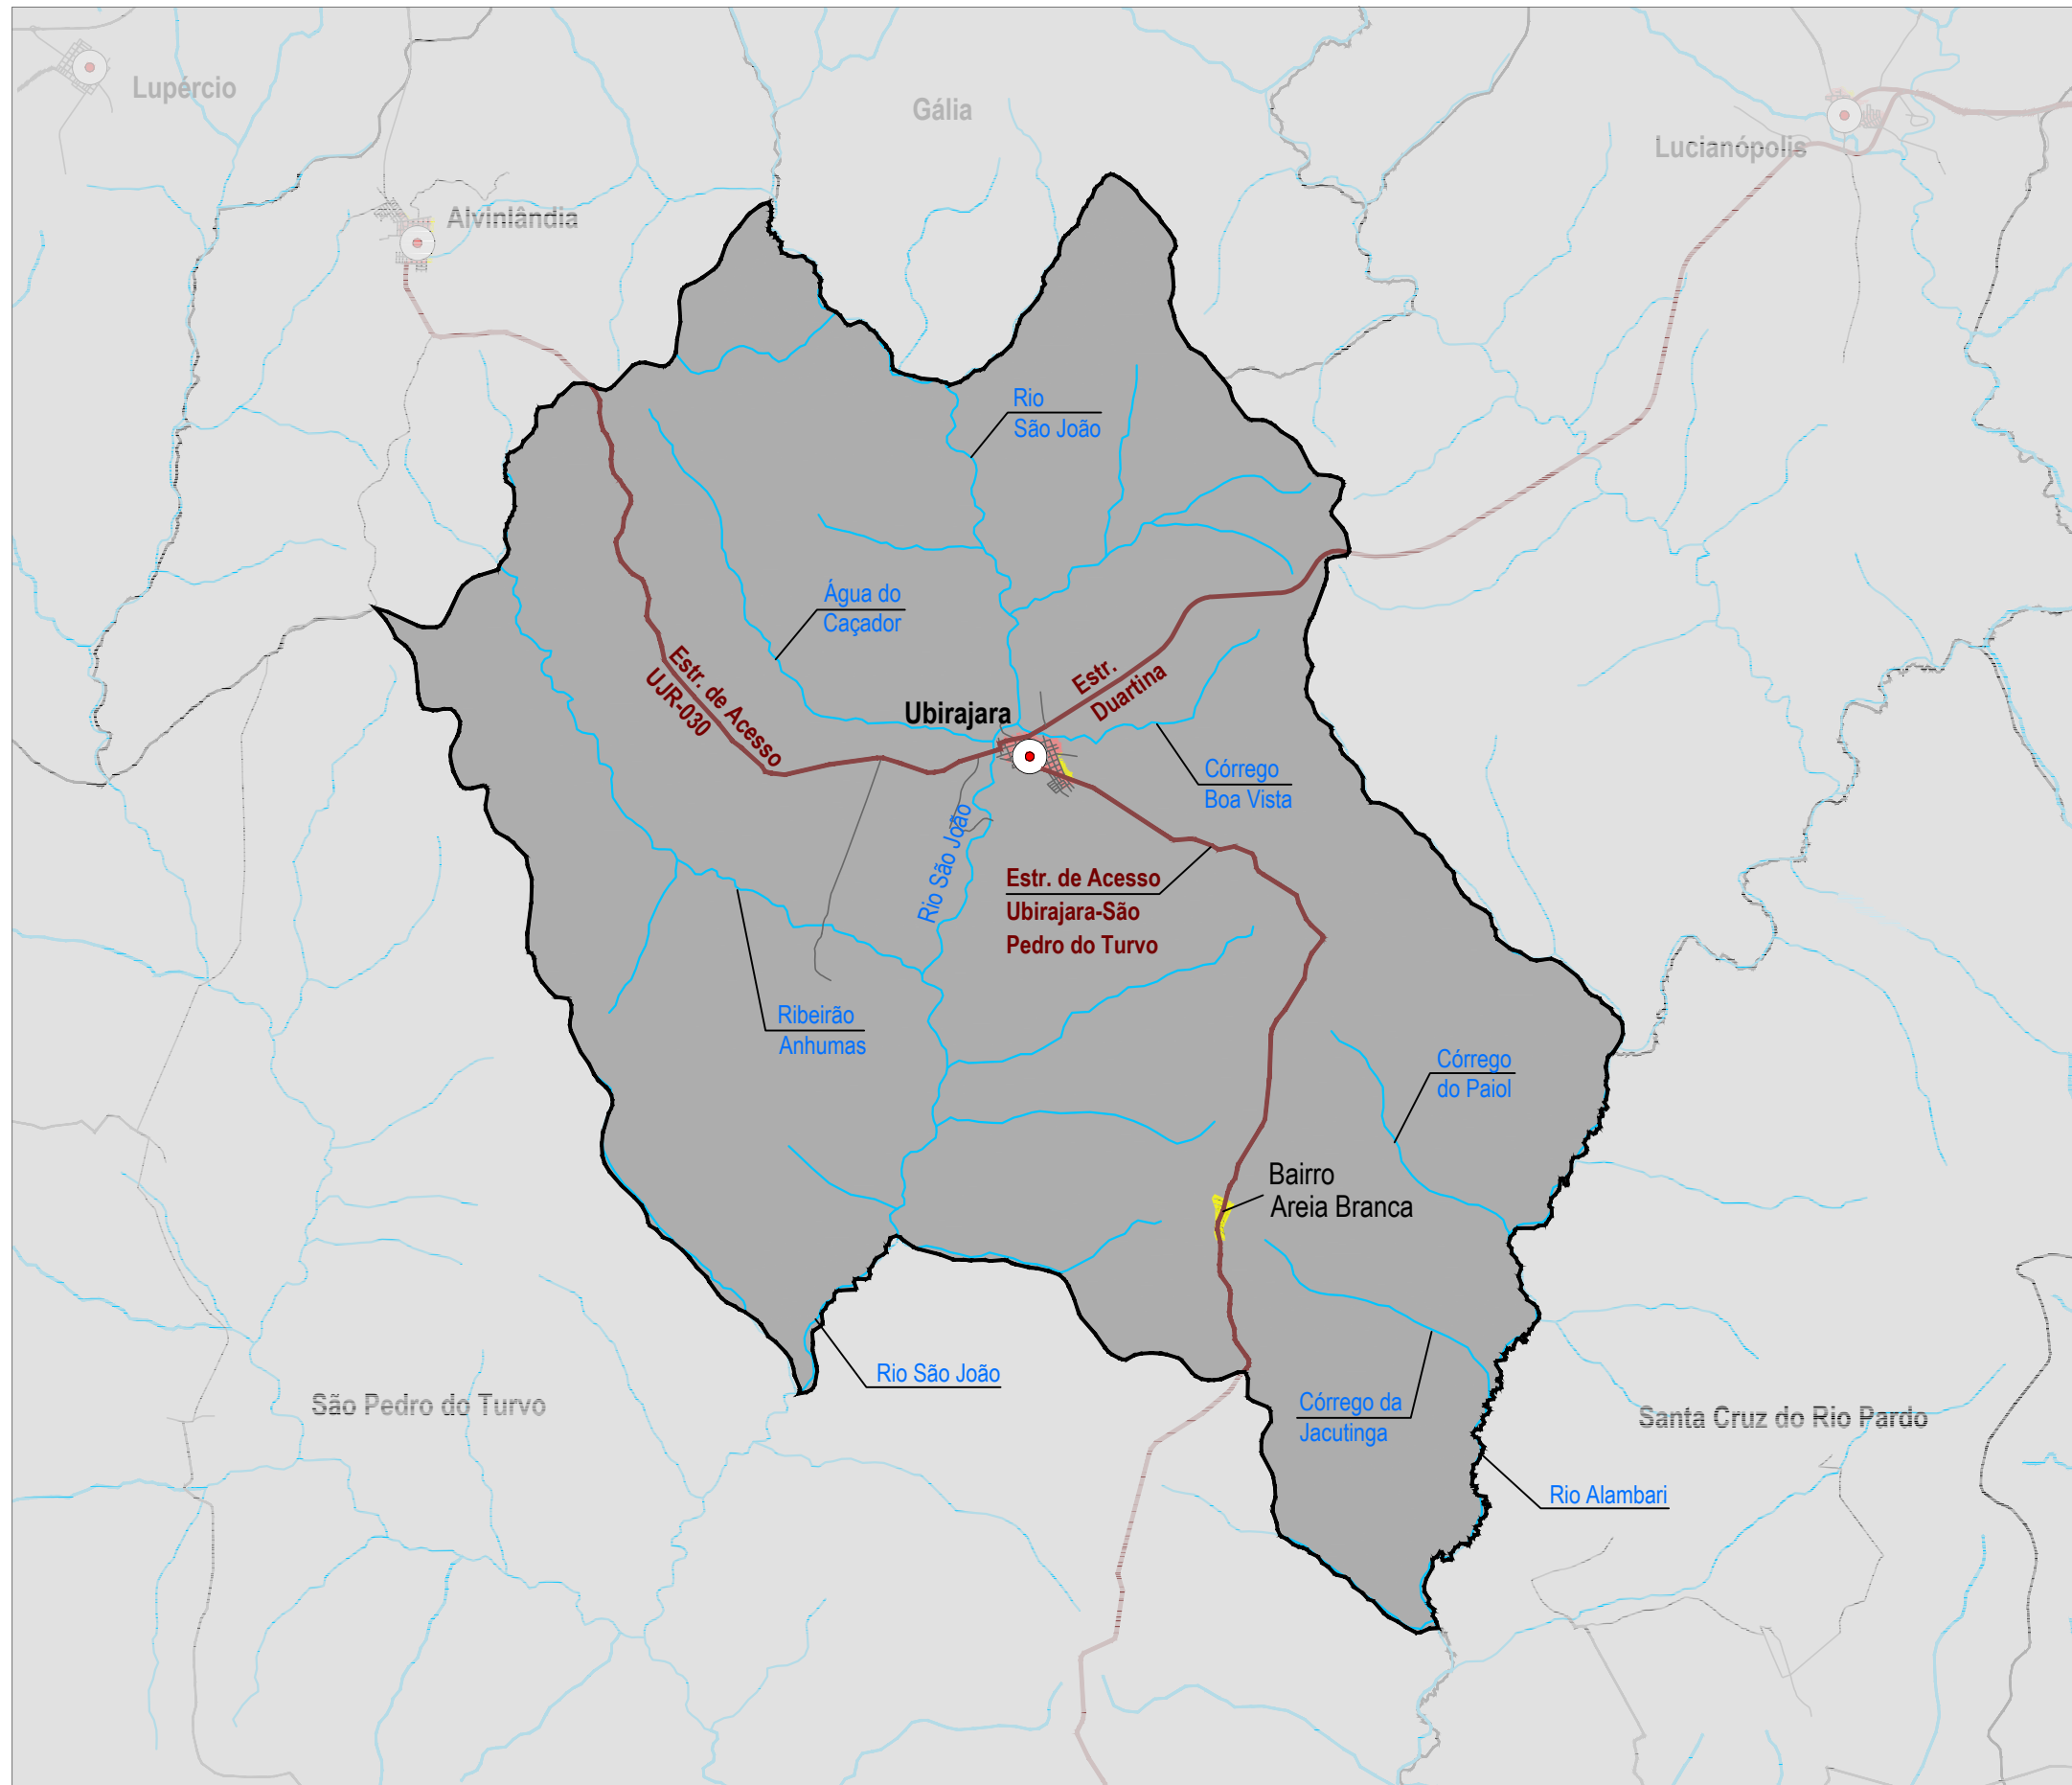 Lupércio
Gália
Lucianópolis
Alvinlândia
Rio
São João
Água do
Caçador
Estr. de Acesso
UJR-030
Estr.
Duartina
Ubirajara
Córrego
Boa Vista
Rio São João
Estr. de Acesso
Ubirajara-São
Pedro do Turvo
Ribeirão
Anhumas
Córrego
do Paiol
Bairro
Areia Branca
Rio São João
São Pedro do Turvo
Córrego da
Jacutinga
Santa Cruz do Rio Pardo
Rio Alambari